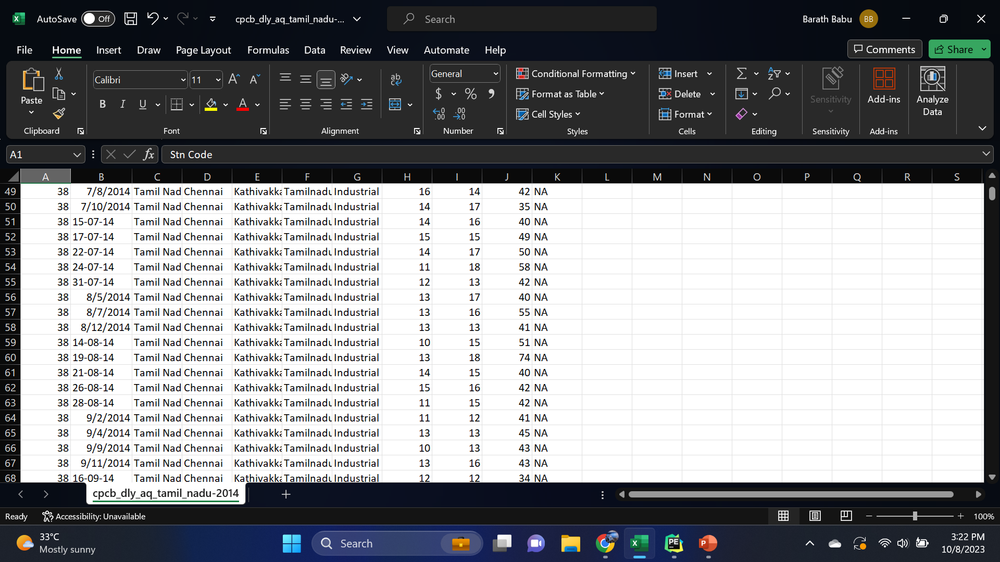 AutoSave Off cpcb_dly_aq_tamil_nadu-... Search Barath Babu BB
File Home Insert Draw Page Layout Formulas Data Review View Automate Help Comments Share
Paste Calibri 11 General Conditional Formatting Insert Sensitivity Add-ins Analyze Data
Format as Table Delete
Cell Styles Format
Clipboard Font Alignment Number Styles Cells Editing Sensitivity Add-ins
A1 fx Stn Code
A B C D E F G H I J K L M N O P Q R S
49 38 7/8/2014 Tamil Nad Chennai Kathivakka Tamilnadu Industrial 16 14 42 NA
50 38 7/10/2014 Tamil Nad Chennai Kathivakka Tamilnadu Industrial 14 17 35 NA
51 38 15-07-14 Tamil Nad Chennai Kathivakka Tamilnadu Industrial 14 16 40 NA
52 38 17-07-14 Tamil Nad Chennai Kathivakka Tamilnadu Industrial 15 15 49 NA
53 38 22-07-14 Tamil Nad Chennai Kathivakka Tamilnadu Industrial 14 17 50 NA
54 38 24-07-14 Tamil Nad Chennai Kathivakka Tamilnadu Industrial 11 18 58 NA
55 38 31-07-14 Tamil Nad Chennai Kathivakka Tamilnadu Industrial 12 13 42 NA
56 38 8/5/2014 Tamil Nad Chennai Kathivakka Tamilnadu Industrial 13 17 40 NA
57 38 8/7/2014 Tamil Nad Chennai Kathivakka Tamilnadu Industrial 13 16 55 NA
58 38 8/12/2014 Tamil Nad Chennai Kathivakka Tamilnadu Industrial 13 13 41 NA
59 38 14-08-14 Tamil Nad Chennai Kathivakka Tamilnadu Industrial 10 15 51 NA
60 38 19-08-14 Tamil Nad Chennai Kathivakka Tamilnadu Industrial 13 18 74 NA
61 38 21-08-14 Tamil Nad Chennai Kathivakka Tamilnadu Industrial 14 15 40 NA
62 38 26-08-14 Tamil Nad Chennai Kathivakka Tamilnadu Industrial 15 16 42 NA
63 38 28-08-14 Tamil Nad Chennai Kathivakka Tamilnadu Industrial 11 15 42 NA
64 38 9/2/2014 Tamil Nad Chennai Kathivakka Tamilnadu Industrial 11 12 41 NA
65 38 9/4/2014 Tamil Nad Chennai Kathivakka Tamilnadu Industrial 13 13 45 NA
66 38 9/9/2014 Tamil Nad Chennai Kathivakka Tamilnadu Industrial 10 13 43 NA
67 38 9/11/2014 Tamil Nad Chennai Kathivakka Tamilnadu Industrial 13 16 43 NA
68 38 16-09-14 Tamil Nad Chennai Kathivakka Tamilnadu Industrial 12 12 34 NA
cpcb_dly_aq_tamil_nadu-2014
Ready Accessibility: Unavailable 100%
33°C
Mostly sunny
Search
3:22 PM
10/8/2023